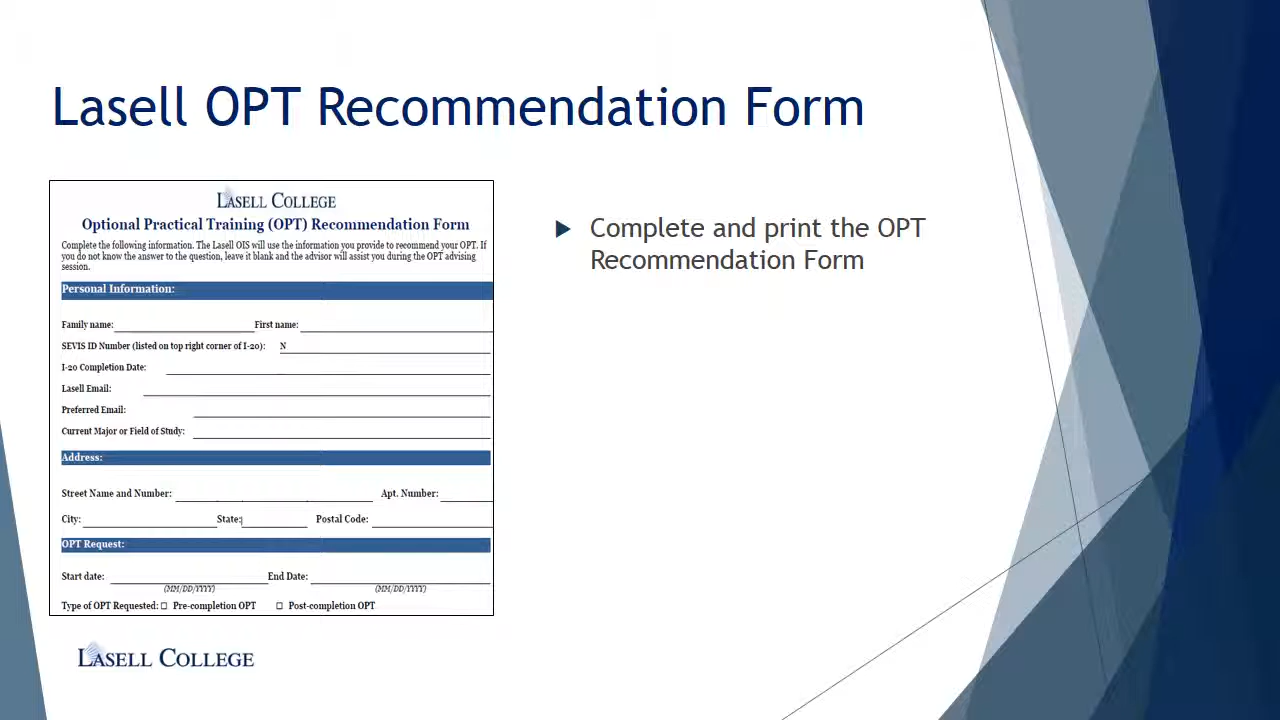 Lasell OPT Recommendation Form
LASELL COLLEGE
Optional Practical Training (OPT) Recommendation Form
Complete the following information. The Lasell OIS will use the information you provide to recommend your OPT. If
you do not know the answer to the question, leave it blank and the advisor will assist you during the OPT advising
session.
Personal Information:
Family name: First name:
SEVIS ID Number (listed on top right corner of I-20): N
I-20 Completion Date:
Lasell Email:
Preferred Email:
Current Major or Field of Study:
Address:
Street Name and Number: Apt. Number:
City: State: Postal Code:
OPT Request:
Start date: End Date:
(MM/DD/YYYY) (MM/DD/YYYY)
Type of OPT Requested: ☐ Pre-completion OPT ☐ Post-completion OPT
Complete and print the OPT
Recommendation Form
LASELL COLLEGE